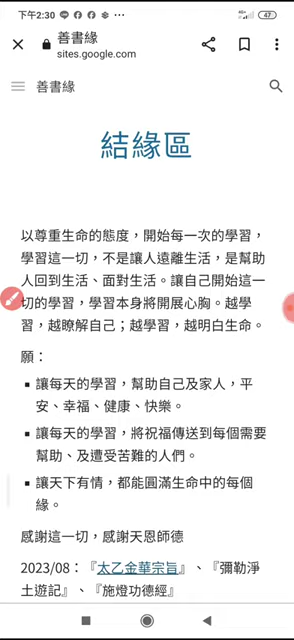 下午2:30
47
善書緣
sites.google.com
善書緣
結緣區
以尊重生命的態度，開始每一次的學習，
學習這一切，不是讓人遠離生活，是幫助
人回到生活、面對生活。讓自己開始這一
切的學習，學習本身將開展心胸。越學
習，越瞭解自己；越學習，越明白生命。
願：
▪ 讓每天的學習，幫助自己及家人，平
安、幸福、健康、快樂。
▪ 讓每天的學習，將祝福傳送到每個需要
幫助、及遭受苦難的人們。
▪ 讓天下有情，都能圓滿生命中的每個
緣。
感謝這一切，感謝天恩師德
2023/08：『太乙金華宗旨』、『彌勒淨
土遊記』、『施燈功德經』